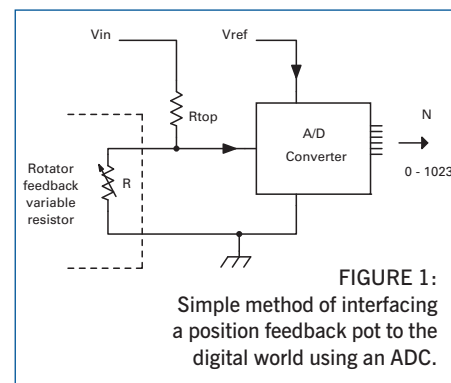 Vin
Vref
Rtop
A/D
Converter
N
0 - 1023
Rotator
feedback
variable
resistor
R
FIGURE 1:
Simple method of interfacing
a position feedback pot to the
digital world using an ADC.